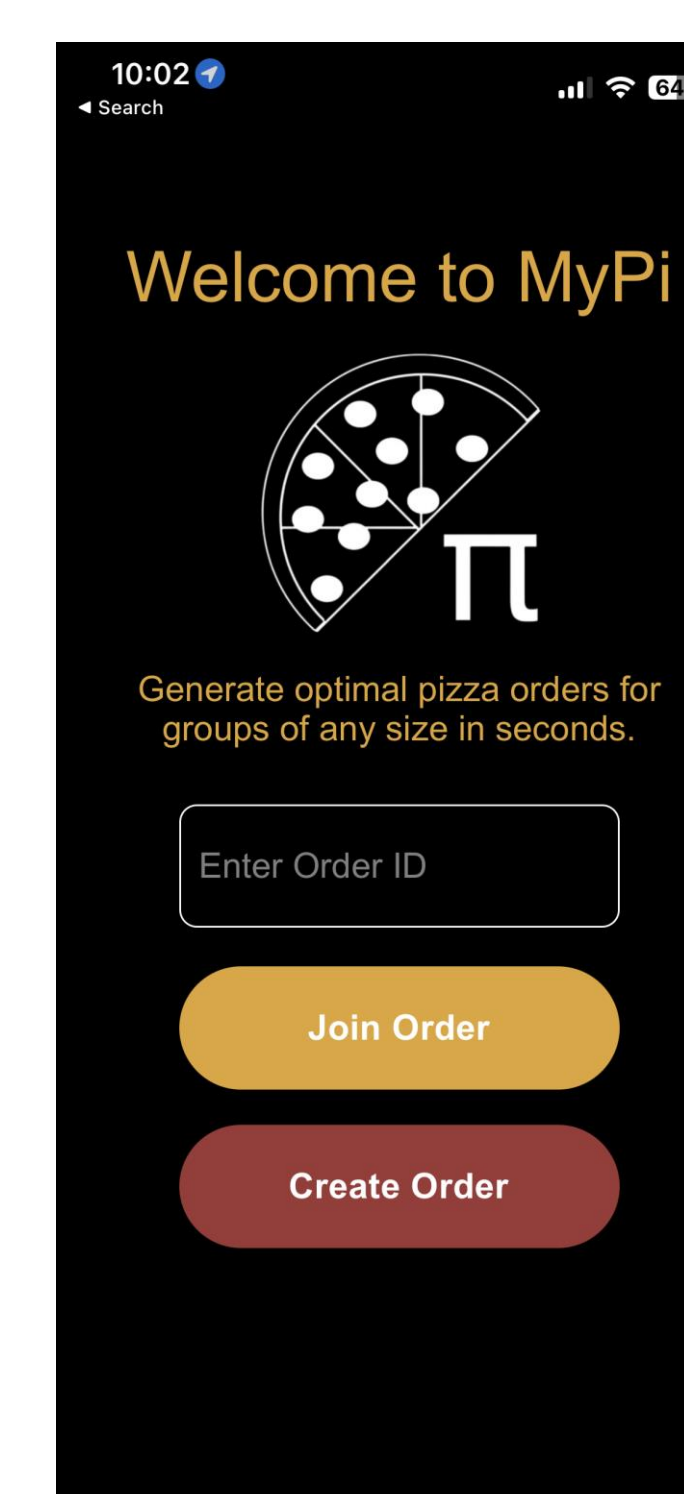 10:02
64
◀ Search
Welcome to MyPi
π
Generate optimal pizza orders for
groups of any size in seconds.
Enter Order ID
Join Order
Create Order